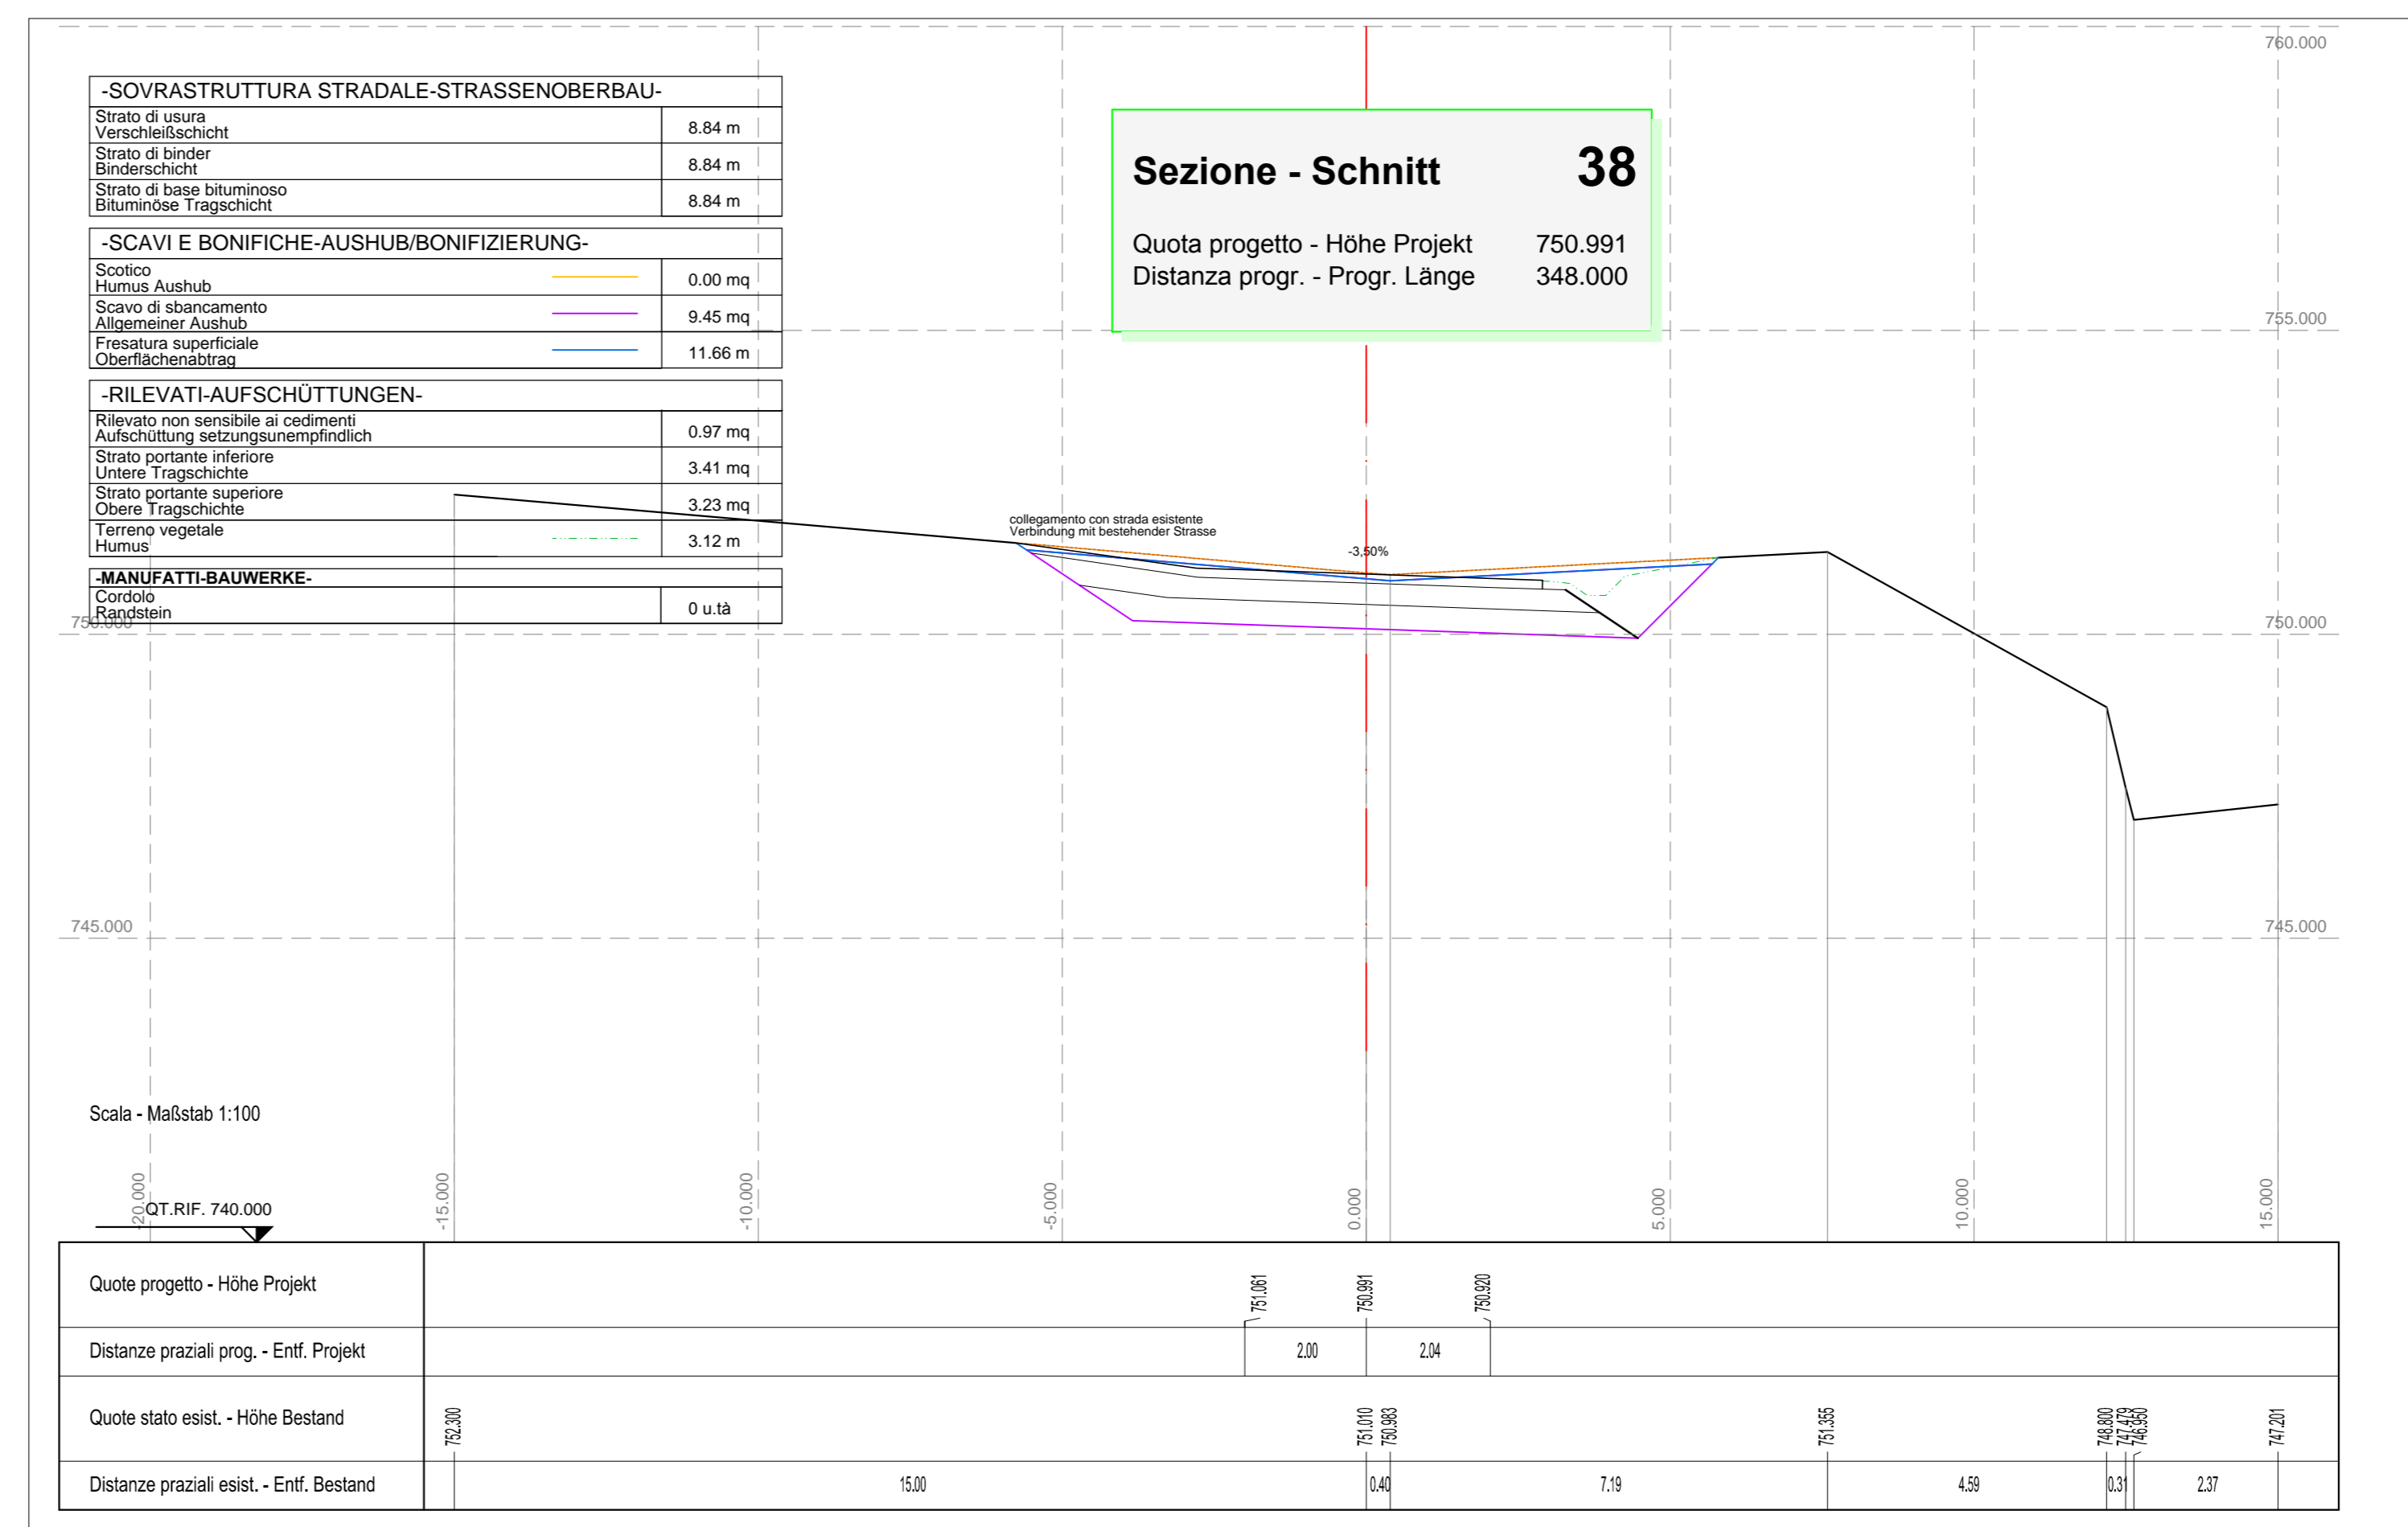 760.000
-SOVRASTRUTTURA STRADALE-STRASSENOBERBAU-
Strato di usura
Verschleißschicht
8.84 m
Strato di binder
Binderschicht
8.84 m
Strato di base bituminoso
Bituminöse Tragschicht
8.84 m
-SCAVI E BONIFICHE-AUSHUB/BONIFIZIERUNG-
Scotico
Humus Aushub
0.00 mq
Scavo di sbancamento
Allgemeiner Aushub
9.45 mq
Fresatura superficiale
Oberflächenabtrag
11.66 m
-RILEVATI-AUFSCHÜTTUNGEN-
Rilevato non sensibile ai cedimenti
Aufschüttung setzungsunempfindlich
0.97 mq
Strato portante inferiore
Untere Tragschichte
3.41 mq
Strato portante superiore
Obere Tragschichte
3.23 mq
Terreno vegetale
Humus
3.12 m
-MANUFATTI-BAUWERKE-
Cordolo
Randstein
0 u.tà
Sezione - Schnitt 38
Quota progetto - Höhe Projekt 750.991
Distanza progr. - Progr. Länge 348.000
755.000
collegamento con strada esistente
Verbindung mit bestehender Strasse
-3,50%
750.000
750.000
745.000
745.000
Scala - Maßstab 1:100
QT.RIF. 740.000
-20.000
-15.000
-10.000
-5.000
0.000
5.000
10.000
15.000
Quote progetto - Höhe Projekt
751.061
750.991
750.920
Distanze praziali prog. - Entf. Projekt
2.00
2.04
Quote stato esist. - Höhe Bestand
752.300
751.010
750.983
751.355
748.800
747.479
746.950
747.201
Distanze praziali esist. - Entf. Bestand
15.00
0.40
7.19
4.59
0.31
2.37